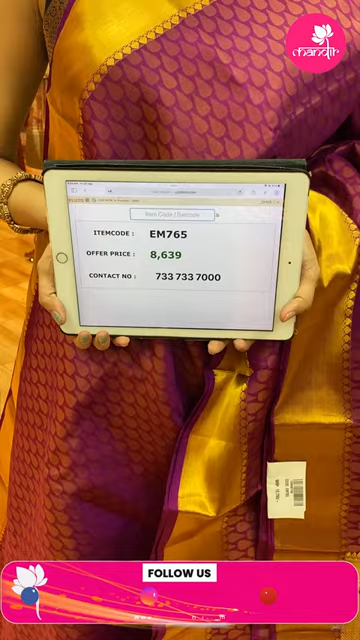 mandir
Item Code / Barcode
ITEMCODE : EM765
OFFER PRICE : 8,639
CONTACT NO : 733 733 7000
FOLLOW US